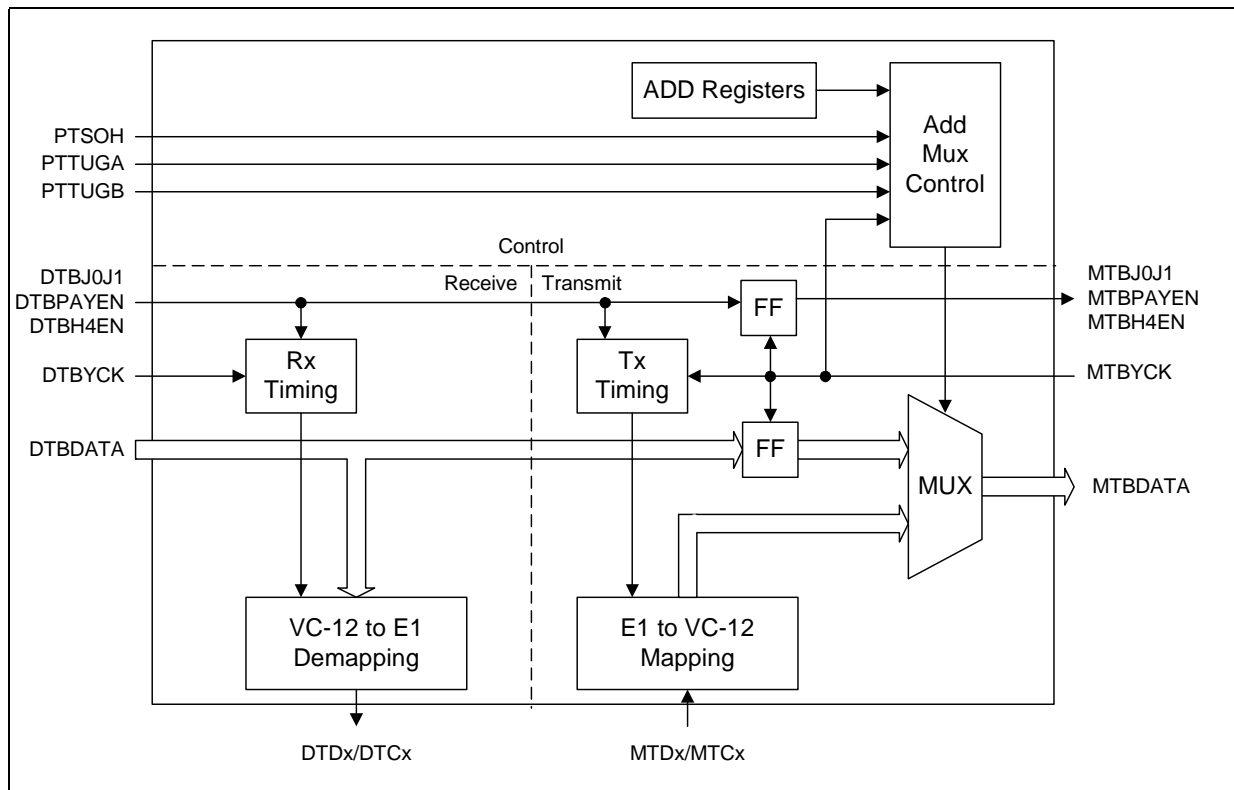 ADD Registers
Add
Mux
Control
PTSOH
PTTUGA
PTTUGB
Control
Receive
Transmit
DTBJ0J1
DTBPAYEN
DTBH4EN
FF
MTBJ0J1
MTBPAYEN
MTBH4EN
DTBYCK
Rx
Timing
Tx
Timing
MTBYCK
DTBDATA
FF
MUX
MTBDATA
VC-12 to E1
Demapping
E1 to VC-12
Mapping
DTDx/DTCx
MTDx/MTCx